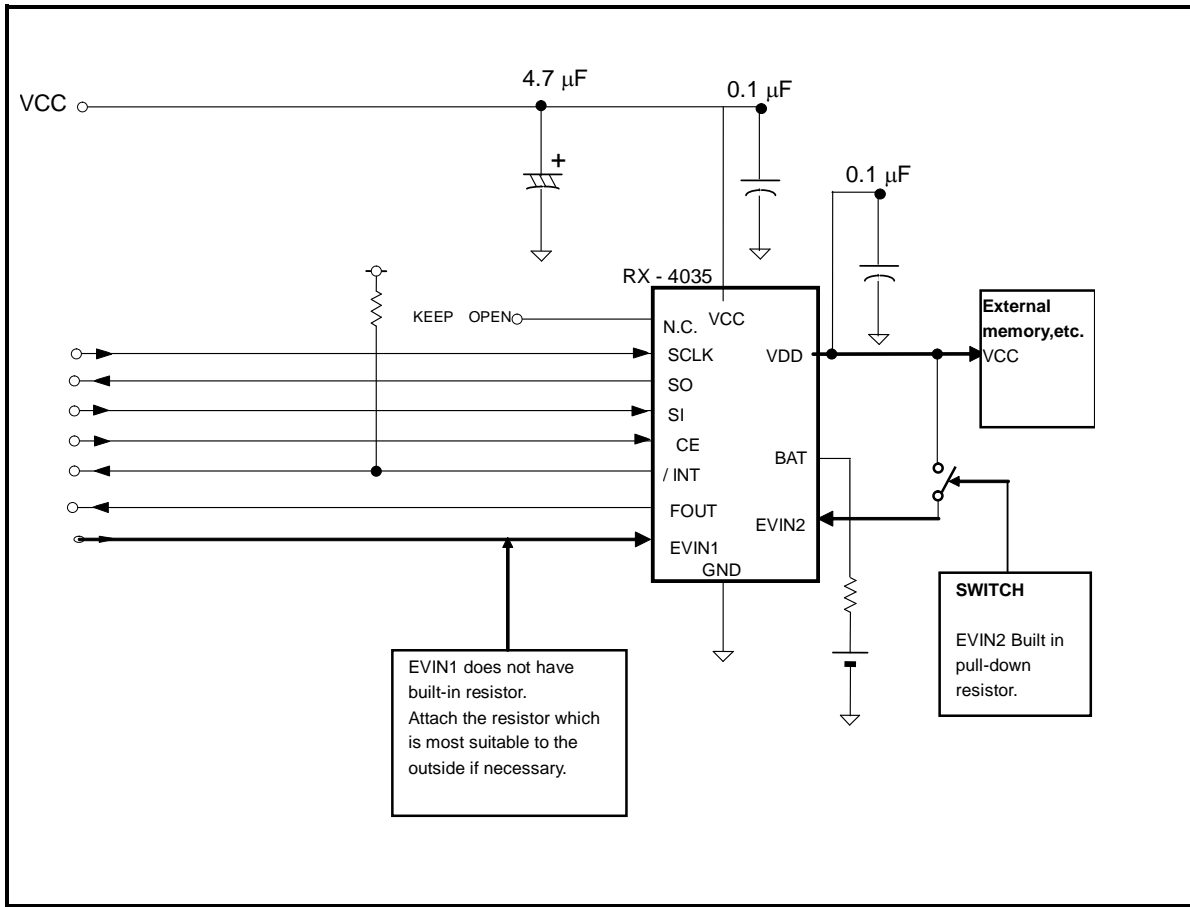 4.7 μF
VCC
0.1 μF
0.1 μF
RX - 4035
KEEP OPEN
N.C.
VCC
SCLK
SO
SI
CE
/ INT
FOUT
EVIN1
GND
VDD
BAT
EVIN2
External
memory,etc.
VCC
SWITCH
EVIN2 Built in
pull-down
resistor.
EVIN1 does not have
built-in resistor.
Attach the resistor which
is most suitable to the
outside if necessary.